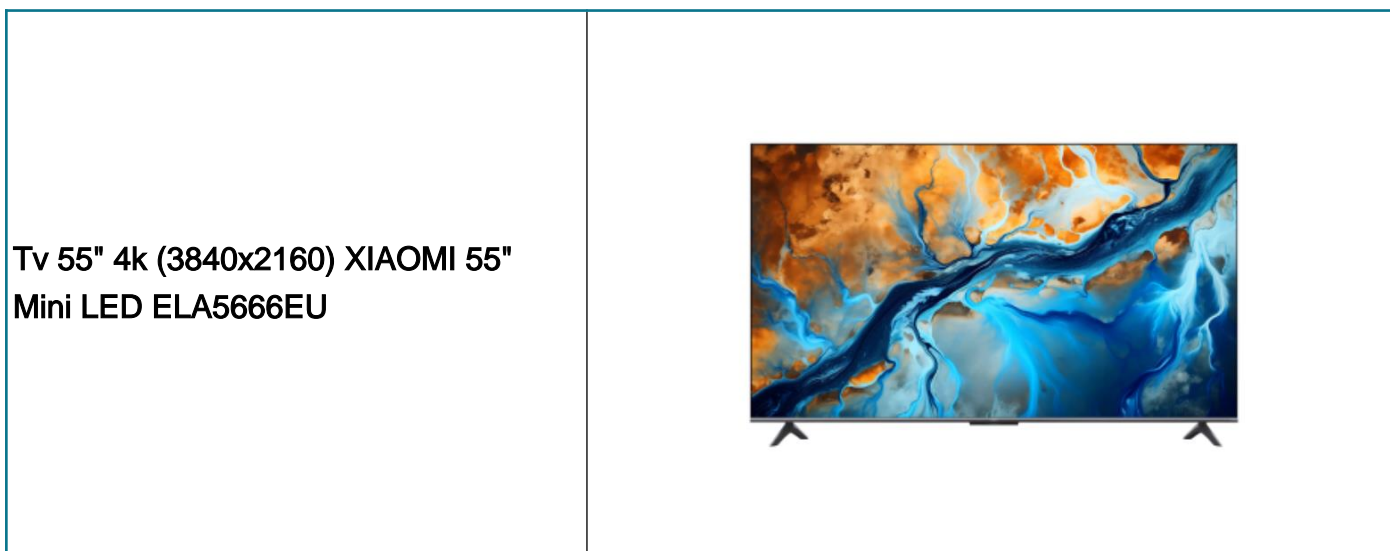 Tv 55" 4k (3840x2160) XIAOMI 55"
Mini LED ELA5666EU